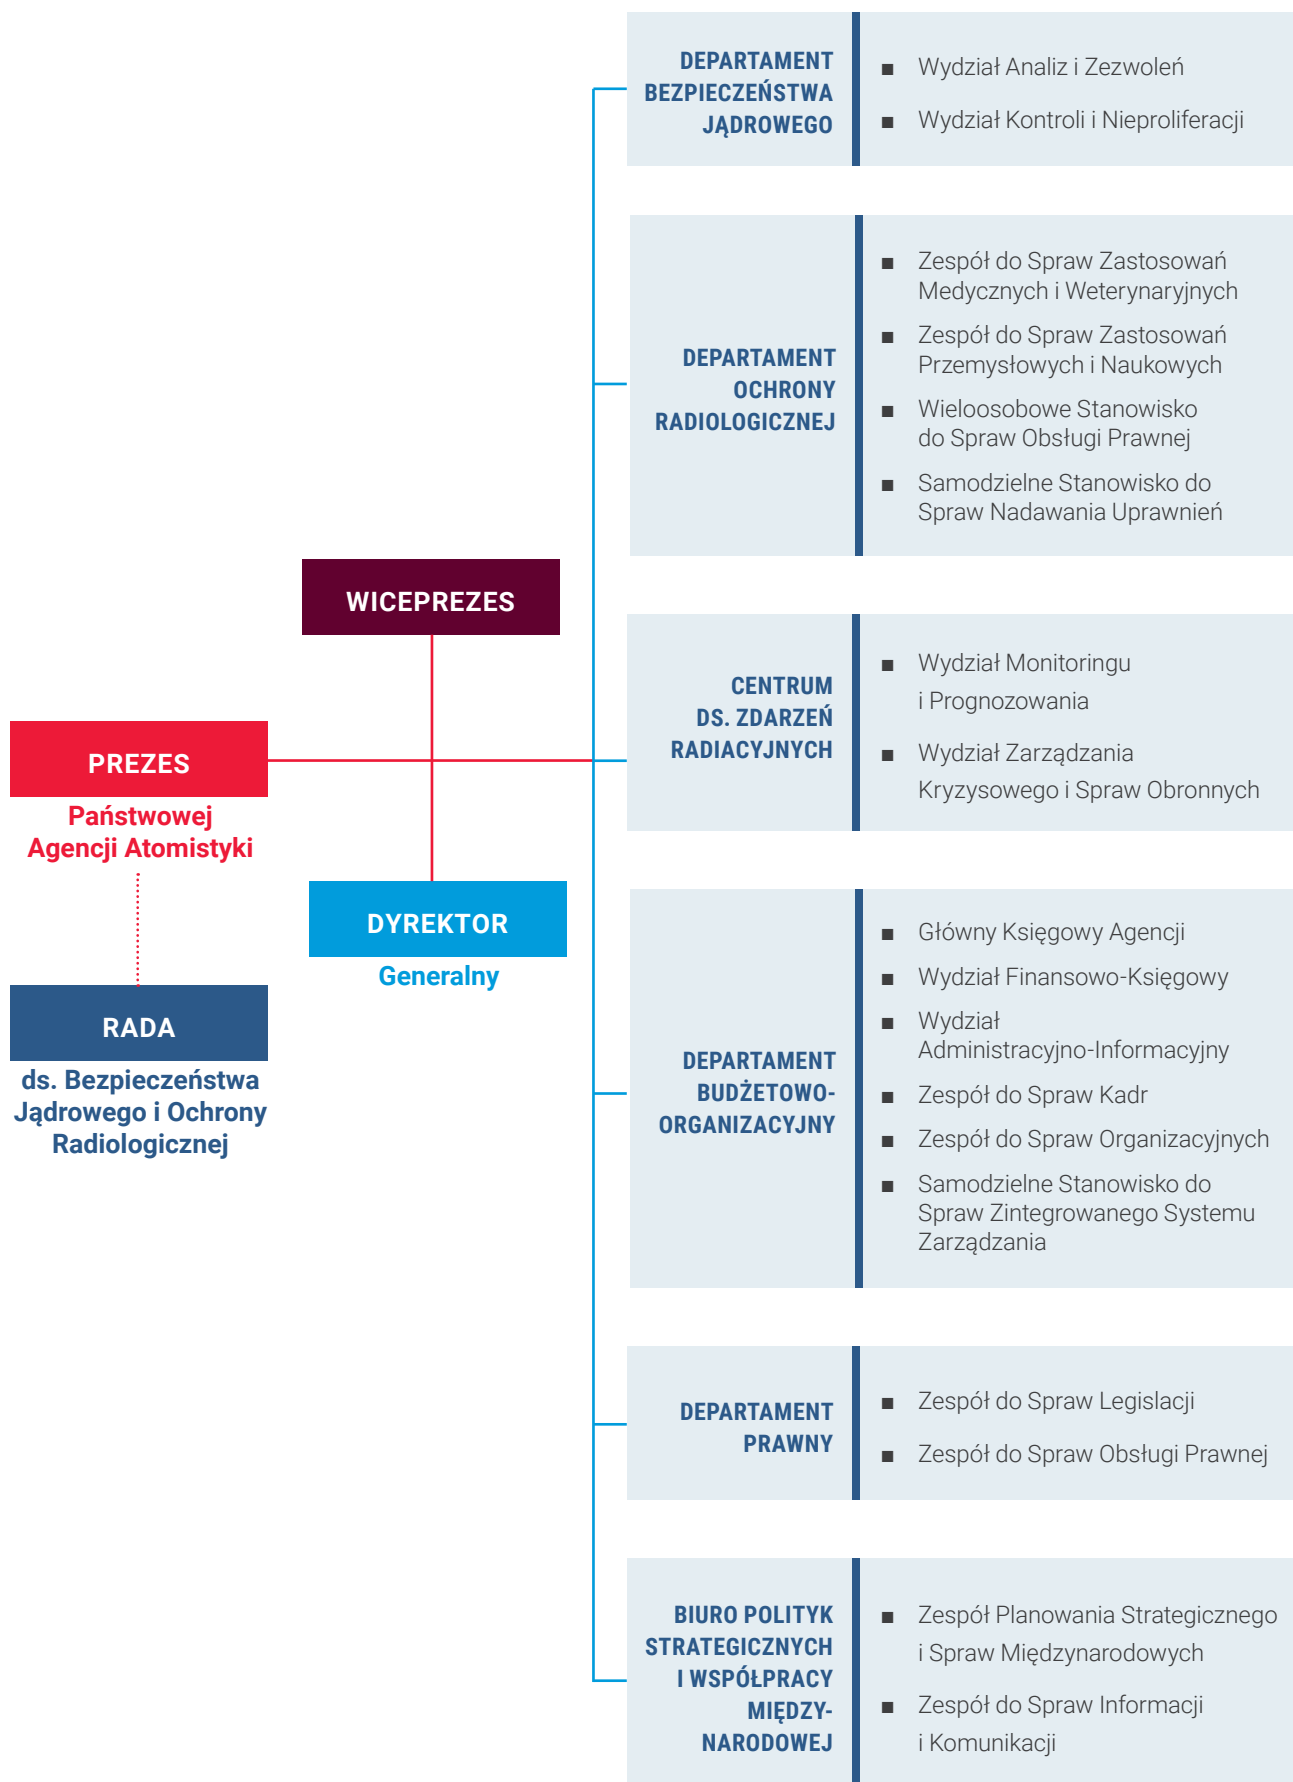 PREZES
Państwowej
Agencji Atomistyki
RADA
ds. Bezpieczeństwa
Jądrowego i Ochrony
Radiologicznej
WICEPREZES
DYREKTOR
Generalny
DEPARTAMENT
BEZPIECZEŃSTWA
JĄDROWEGO
■ Wydział Analiz i Zezwoleń
■ Wydział Kontroli i Nieproliferacji
DEPARTAMENT
OCHRONY
RADIOLOGICZNEJ
■ Zespół do Spraw Zastosowań
Medycznych i Weterynaryjnych
■ Zespół do Spraw Zastosowań
Przemysłowych i Naukowych
■ Wieloosobowe Stanowisko
do Spraw Obsługi Prawnej
■ Samodzielne Stanowisko do
Spraw Nadawania Uprawnień
CENTRUM
DS. ZDARZEŃ
RADIACYJNYCH
■ Wydział Monitoringu
i Prognozowania
■ Wydział Zarządzania
Kryzysowego i Spraw Obronnych
DEPARTAMENT
BUDŻETOWO-
ORGANIZACYJNY
■ Główny Księgowy Agencji
■ Wydział Finansowo-Księgowy
■ Wydział
Administracyjno-Informacyjny
■ Zespół do Spraw Kadr
■ Zespół do Spraw Organizacyjnych
■ Samodzielne Stanowisko do
Spraw Zintegrowanego Systemu
Zarządzania
DEPARTAMENT
PRAWNY
■ Zespół do Spraw Legislacji
■ Zespół do Spraw Obsługi Prawnej
BIURO POLITYK
STRATEGICZNYCH
I WSPÓŁPRACY
MIĘDZY-
NARODOWEJ
■ Zespół Planowania Strategicznego
i Spraw Międzynarodowych
■ Zespół do Spraw Informacji
i Komunikacji